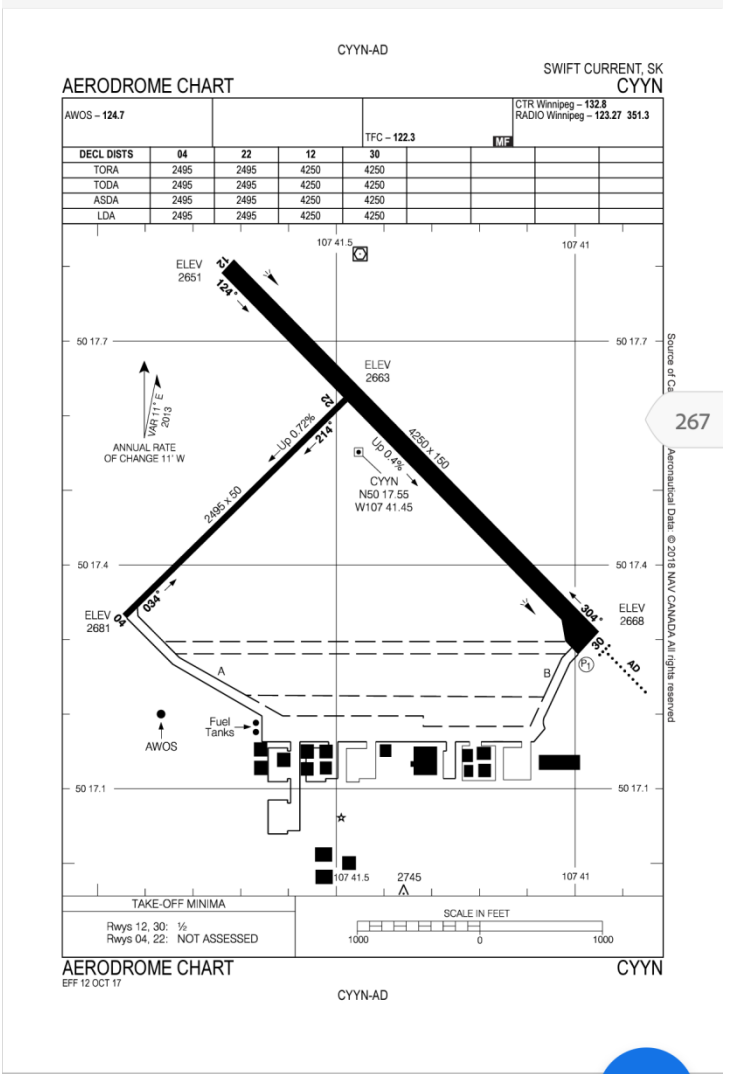 CYYN-AD
SWIFT CURRENT, SK
AERODROME CHART
CYYN
AWOS – 124.7
TFC – 122.3
MF
CTR Winnipeg – 132.8
RADIO Winnipeg – 123.27 351.3
DECL DISTS 04 22 12 30
TORA 2495 2495 4250 4250
TODA 2495 2495 4250 4250
ASDA 2495 2495 4250 4250
LDA 2495 2495 4250 4250
107 41.5
107 41
ELEV
2651
12
124°
50 17.7
50 17.7
ELEV
2663
22
VAR 11° E
2013
ANNUAL RATE
OF CHANGE 11' W
Up 0.72%
214°
Up 0.4%
4250 x 150
CYYN
N50 17.55
W107 41.45
2495 x 50
267
50 17.4
50 17.4
034°
ELEV
2681
04
304°
ELEV
2668
30
P1
AD
A
B
AWOS
Fuel
Tanks
50 17.1
50 17.1
107 41.5
2745
107 41
Source of Ca
Aeronautical Data: © 2018 NAV CANADA All rights reserved
TAKE-OFF MINIMA
Rwys 12, 30: ½
Rwys 04, 22: NOT ASSESSED
SCALE IN FEET
1000 0 1000
AERODROME CHART
CYYN
EFF 12 OCT 17
CYYN-AD